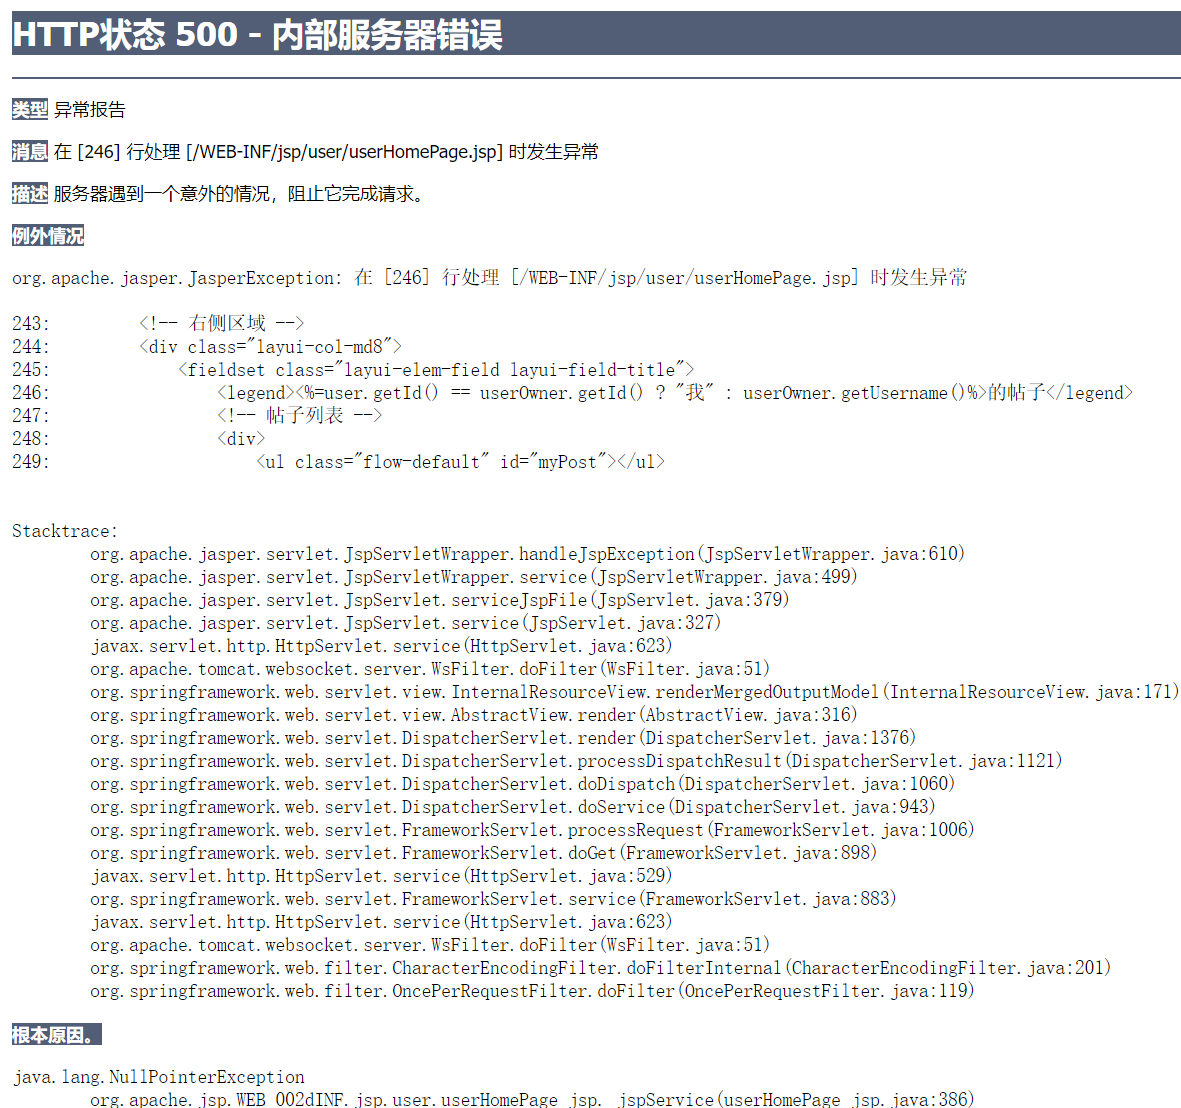 HTTP状态 500 - 内部服务器错误
类型 异常报告
消息 在 [246] 行处理 [/WEB-INF/jsp/user/userHomePage.jsp] 时发生异常
描述 服务器遇到一个意外的情况，阻止它完成请求。
例外情况
org.apache.jasper.JasperException: 在 [246] 行处理 [/WEB-INF/jsp/user/userHomePage.jsp] 时发生异常
243:         <!-- 右侧区域 -->
244:         <div class="layui-col-md8">
245:             <fieldset class="layui-elem-field layui-field-title">
246:                 <legend><%=user.getId() == userOwner.getId() ? "我" : userOwner.getUsername()%>的帖子</legend>
247:                 <!-- 帖子列表 -->
248:                 <div>
249:                     <ul class="flow-default" id="myPost"></ul>
Stacktrace:
	org.apache.jasper.servlet.JspServletWrapper.handleJspException(JspServletWrapper.java:610)
	org.apache.jasper.servlet.JspServletWrapper.service(JspServletWrapper.java:499)
	org.apache.jasper.servlet.JspServlet.serviceJspFile(JspServlet.java:379)
	org.apache.jasper.servlet.JspServlet.service(JspServlet.java:327)
	javax.servlet.http.HttpServlet.service(HttpServlet.java:623)
	org.apache.tomcat.websocket.server.WsFilter.doFilter(WsFilter.java:51)
	org.springframework.web.servlet.view.InternalResourceView.renderMergedOutputModel(InternalResourceView.java:171)
	org.springframework.web.servlet.view.AbstractView.render(AbstractView.java:316)
	org.springframework.web.servlet.DispatcherServlet.render(DispatcherServlet.java:1376)
	org.springframework.web.servlet.DispatcherServlet.processDispatchResult(DispatcherServlet.java:1121)
	org.springframework.web.servlet.DispatcherServlet.doDispatch(DispatcherServlet.java:1060)
	org.springframework.web.servlet.DispatcherServlet.doService(DispatcherServlet.java:943)
	org.springframework.web.servlet.FrameworkServlet.processRequest(FrameworkServlet.java:1006)
	org.springframework.web.servlet.FrameworkServlet.doGet(FrameworkServlet.java:898)
	javax.servlet.http.HttpServlet.service(HttpServlet.java:529)
	org.springframework.web.servlet.FrameworkServlet.service(FrameworkServlet.java:883)
	javax.servlet.http.HttpServlet.service(HttpServlet.java:623)
	org.apache.tomcat.websocket.server.WsFilter.doFilter(WsFilter.java:51)
	org.springframework.web.filter.CharacterEncodingFilter.doFilterInternal(CharacterEncodingFilter.java:201)
	org.springframework.web.filter.OncePerRequestFilter.doFilter(OncePerRequestFilter.java:119)
根本原因。
java.lang.NullPointerException
	org.apache.jsp.WEB_002dINF.jsp.user.userHomePage_jsp._jspService(userHomePage_jsp.java:386)